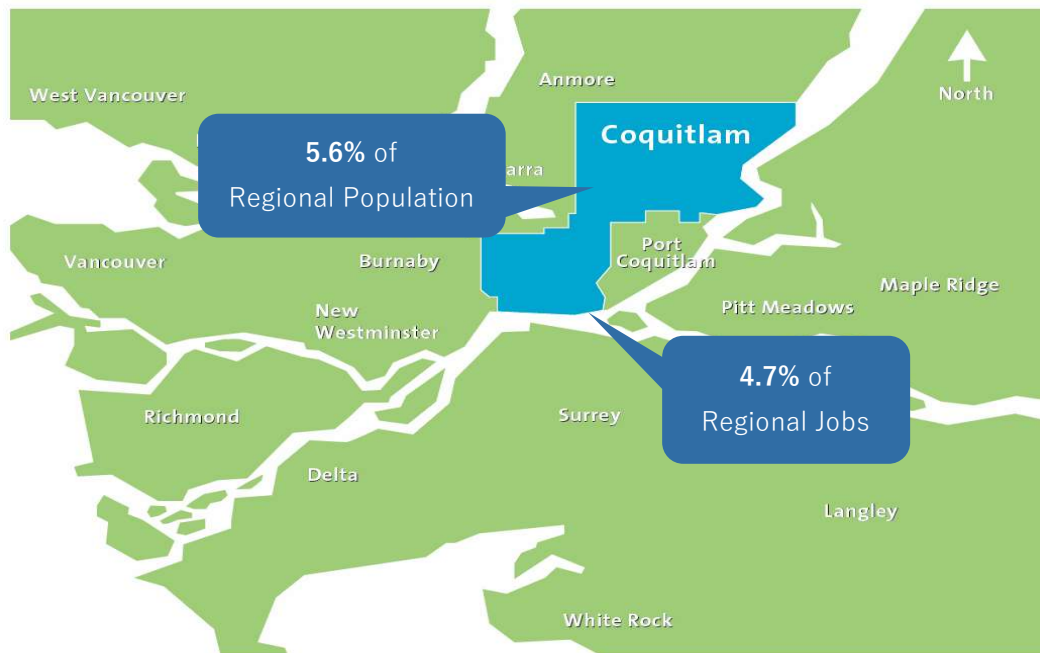 Anmore
West Vancouver
North
Coquitlam
5.6% of
Regional Population
arra
Port
Coquitlam
Vancouver
Burnaby
Maple Ridge
Pitt Meadows
New
Westminster
4.7% of
Regional Jobs
Richmond
Surrey
Delta
Langley
White Rock